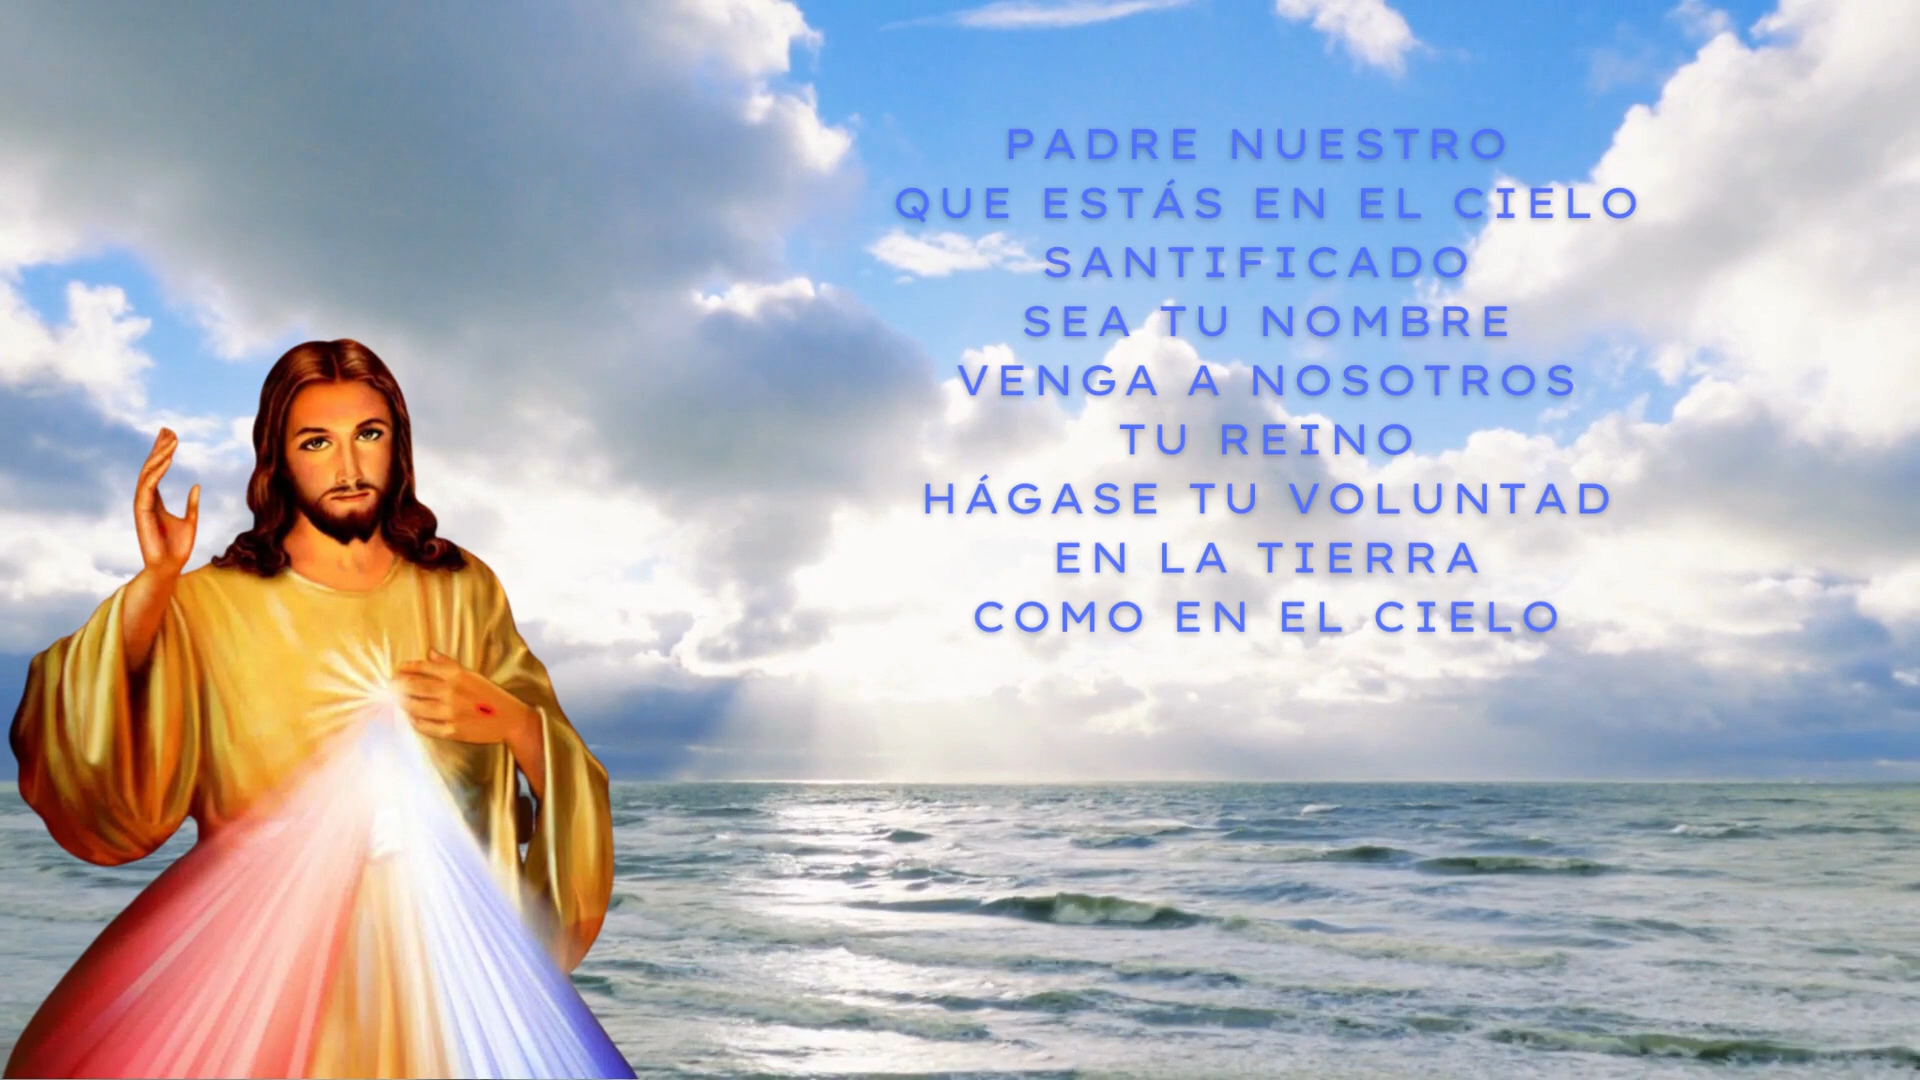 PADRE NUESTRO
QUE ESTÁS EN EL CIELO
SANTIFICADO
SEA TU NOMBRE
VENGA A NOSOTROS
TU REINO
HÁGASE TU VOLUNTAD
EN LA TIERRA
COMO EN EL CIELO